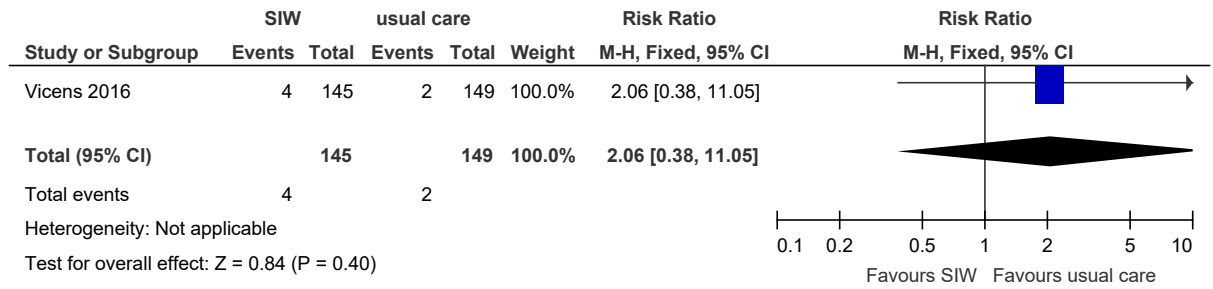 SIW usual care Risk Ratio Risk Ratio
Study or Subgroup Events Total Events Total Weight M-H, Fixed, 95% CI M-H, Fixed, 95% CI
Vicens 2016 4 145 2 149 100.0% 2.06 [0.38, 11.05]
Total (95% CI) 145 149 100.0% 2.06 [0.38, 11.05]
Total events 4 2
Heterogeneity: Not applicable
Test for overall effect: Z = 0.84 (P = 0.40)
0.1 0.2 0.5 1 2 5 10
Favours SIW Favours usual care